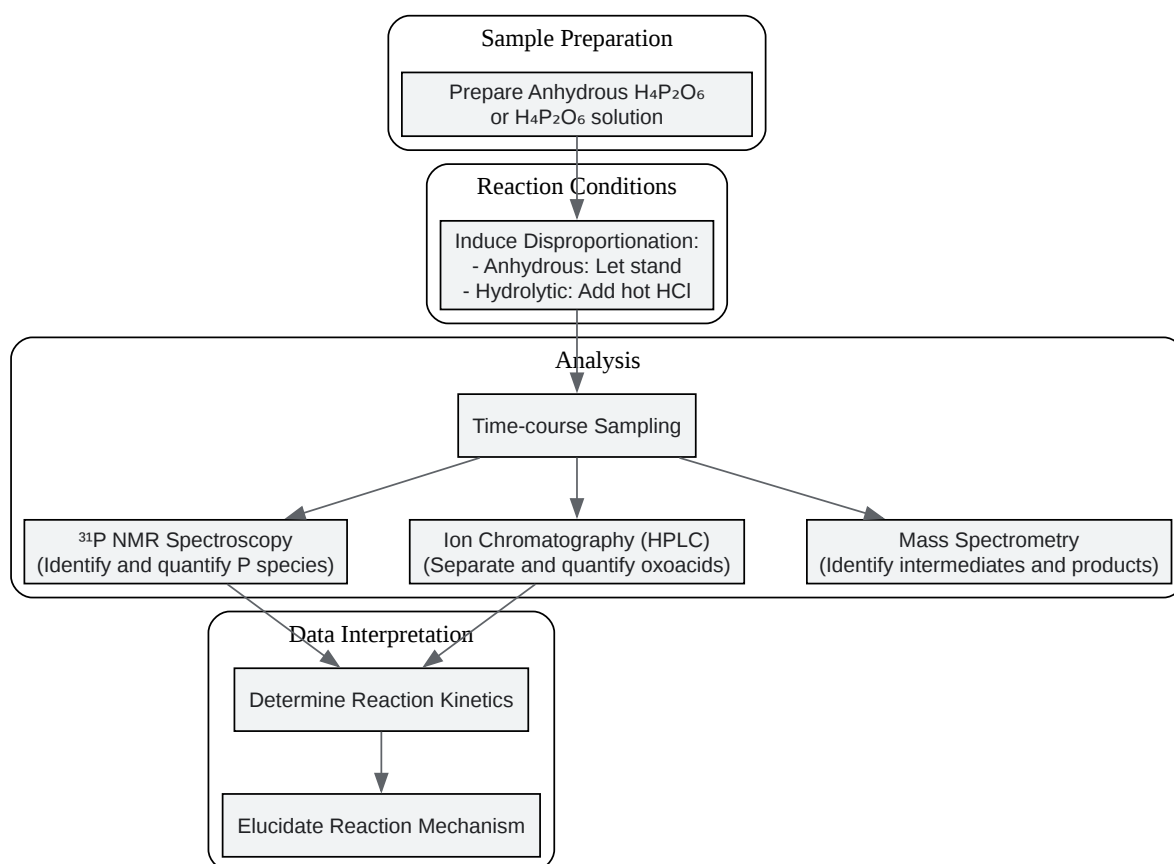 Sample Preparation
Prepare Anhydrous H₄P₂O₆
or H₄P₂O₆ solution
Reaction Conditions
Induce Disproportionation:
- Anhydrous: Let stand
- Hydrolytic: Add hot HCl
Analysis
Time-course Sampling
³¹P NMR Spectroscopy
(Identify and quantify P species)
Ion Chromatography (HPLC)
(Separate and quantify oxoacids)
Mass Spectrometry
(Identify intermediates and products)
Data Interpretation
Determine Reaction Kinetics
Elucidate Reaction Mechanism